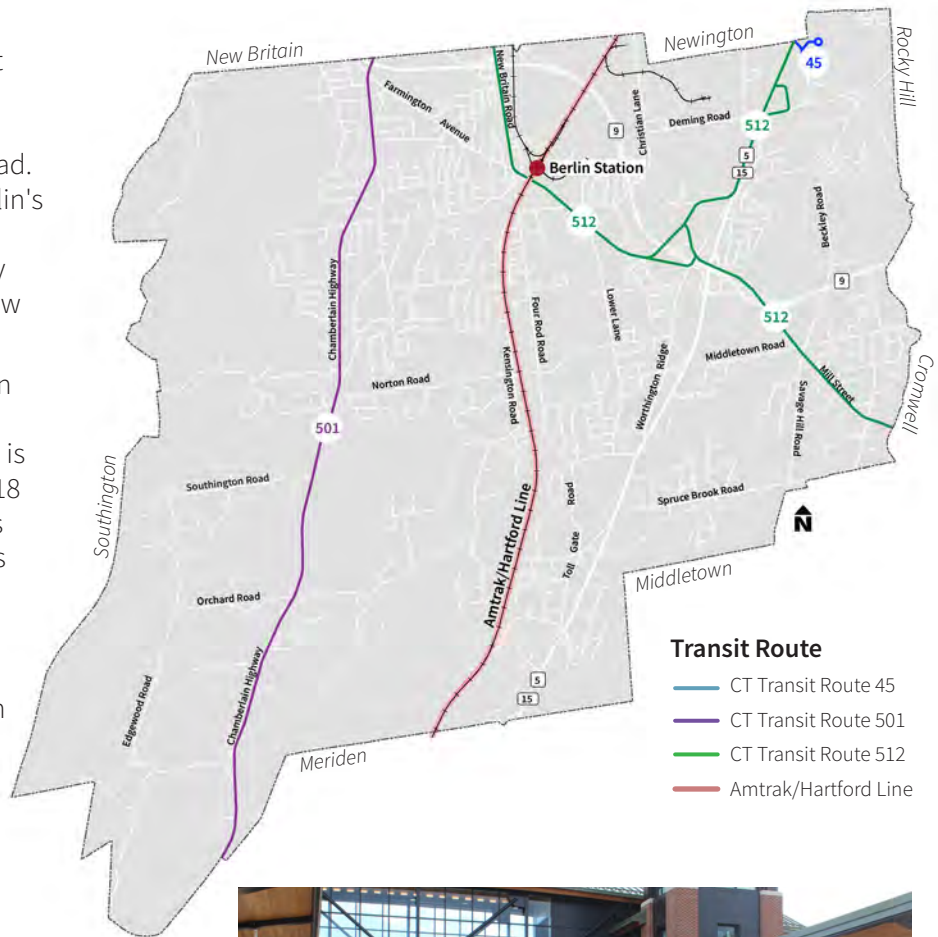 t
ad.
lin's
y
w
n
is
18
s
s
n
New Britain
Newington
Rocky Hill
45
Farmington Avenue
New Britain Road
Christian Lane
9
Deming Road
512
5
15
Berlin Station
512
Beckley Road
9
Chamberlain Highway
Four Rod Road
Lower Lane
512
Kensington Road
Worthington Ridge
Middletown Road
Mill Street
Cromwell
Norton Road
Savage Hill Road
501
Southington
Southington Road
Amtrak/Hartford Line
Toll Gate Road
Spruce Brook Road
N
Middletown
Orchard Road
Edgewood Road
Chamberlain Highway
5
15
Meriden
Transit Route
CT Transit Route 45
CT Transit Route 501
CT Transit Route 512
Amtrak/Hartford Line